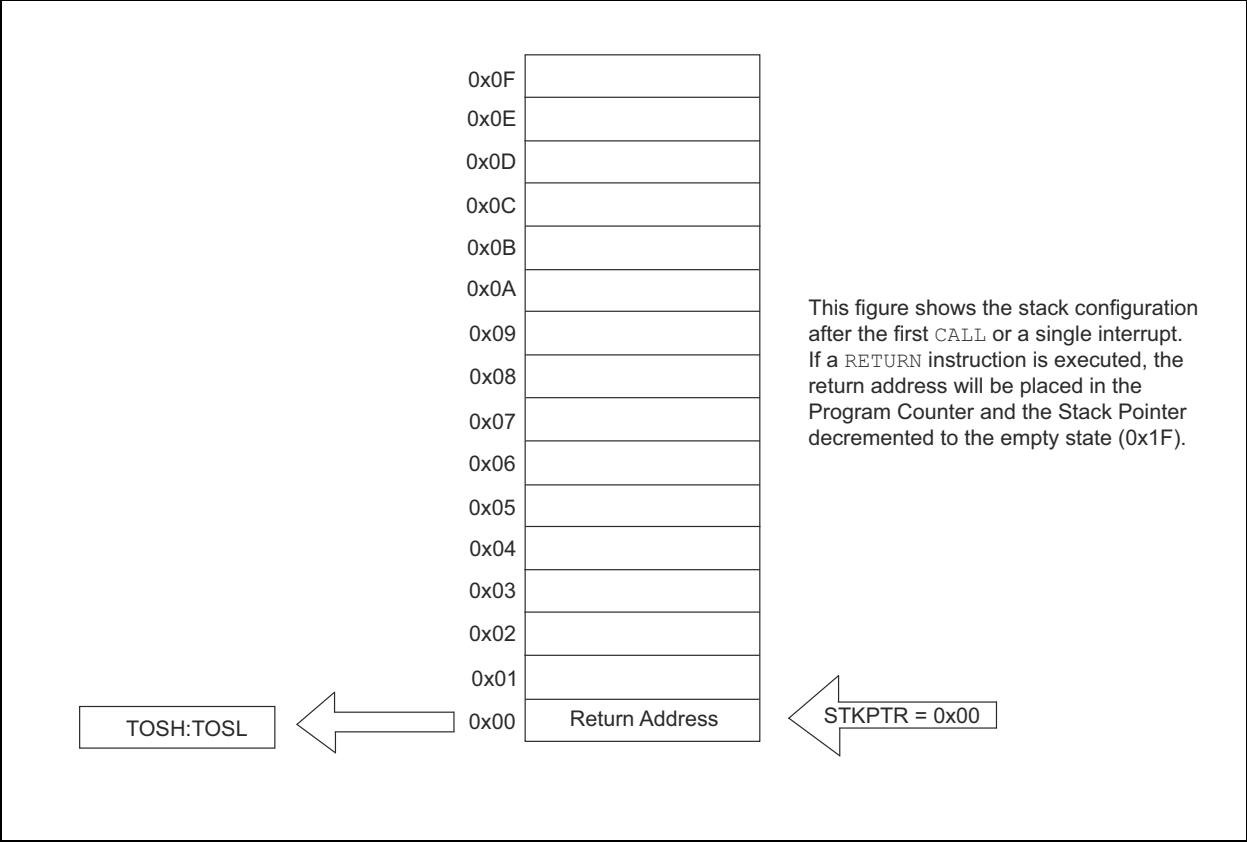 0x0F
0x0E
0x0D
0x0C
0x0B
0x0A
0x09
0x08
0x07
0x06
0x05
0x04
0x03
0x02
0x01
0x00
This figure shows the stack configuration
after the first CALL or a single interrupt.
If a RETURN instruction is executed, the
return address will be placed in the
Program Counter and the Stack Pointer
decremented to the empty state (0x1F).
TOSH:TOSL
Return Address
STKPTR = 0x00